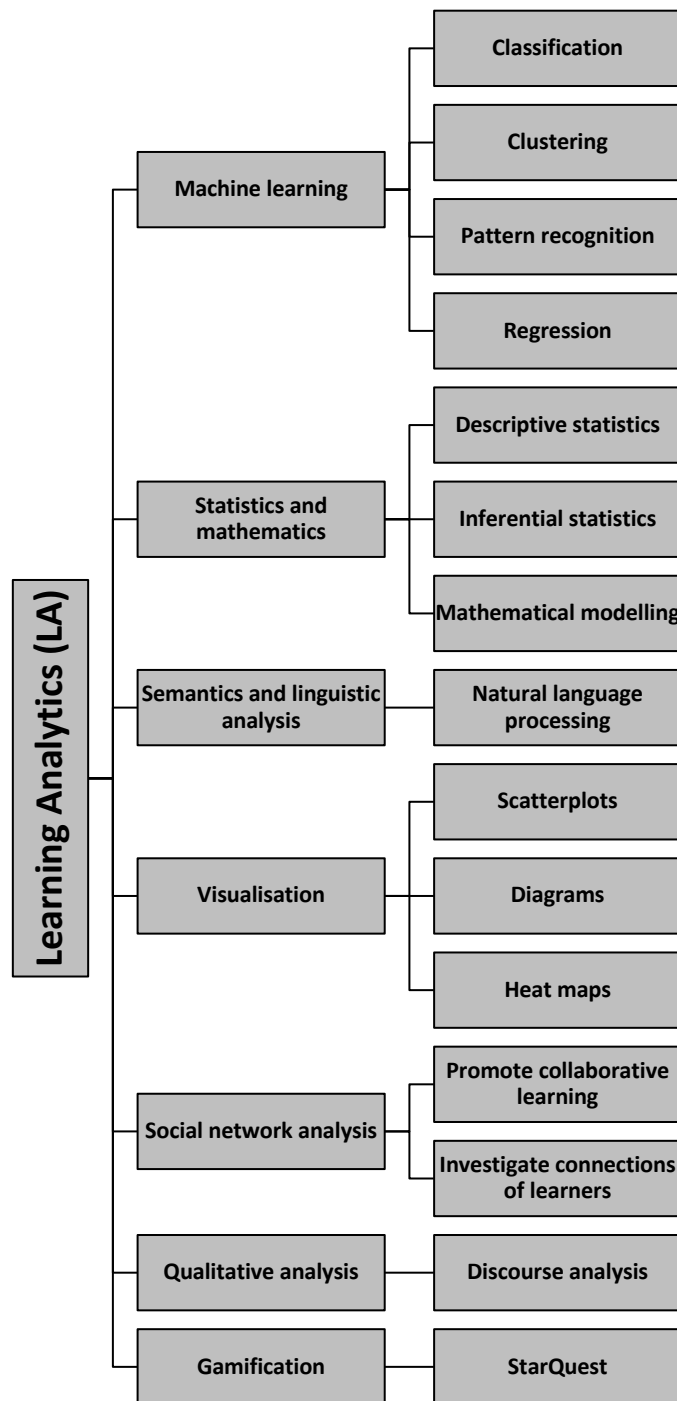 Learning Analytics (LA)
Machine learning
Classification
Clustering
Pattern recognition
Regression
Statistics and
mathematics
Descriptive statistics
Inferential statistics
Mathematical modelling
Semantics and linguistic
analysis
Natural language
processing
Visualisation
Scatterplots
Diagrams
Heat maps
Social network analysis
Promote collaborative
learning
Investigate connections
of learners
Qualitative analysis
Discourse analysis
Gamification
StarQuest